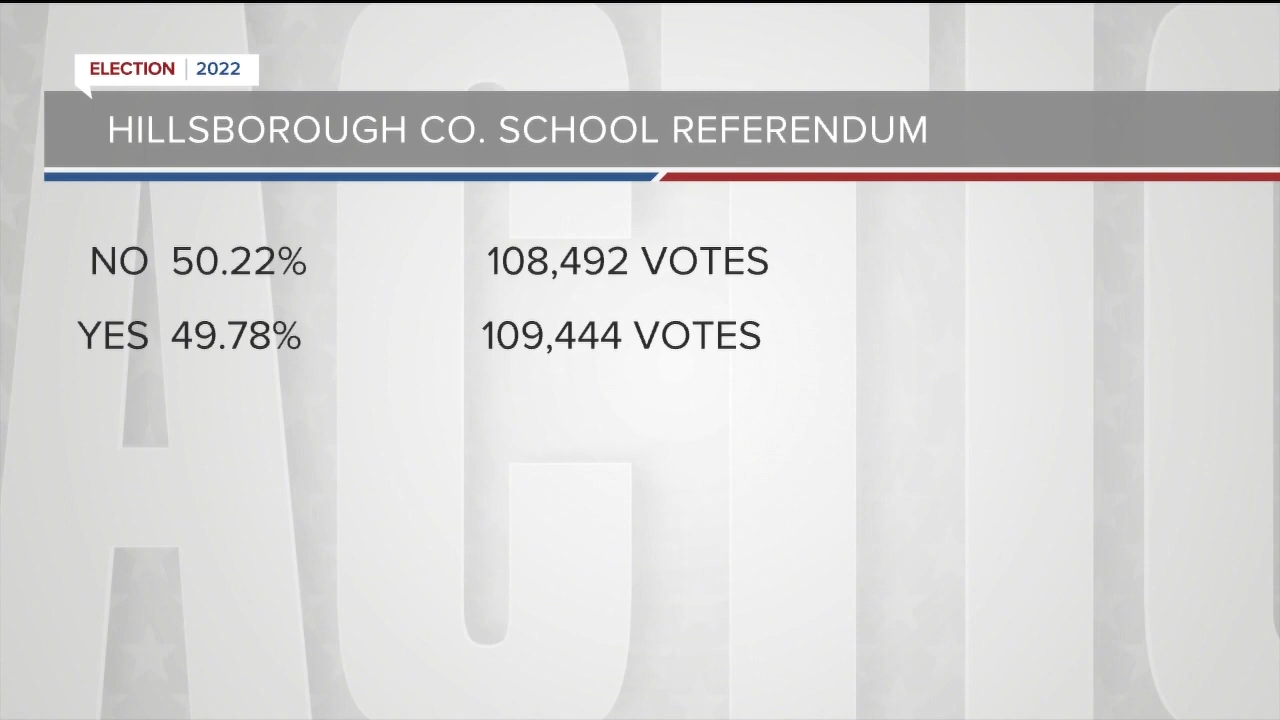 ELECTION | 2022
HILLSBOROUGH CO. SCHOOL REFERENDUM
NO 50.22% 108,492 VOTES
YES 49.78% 109,444 VOTES